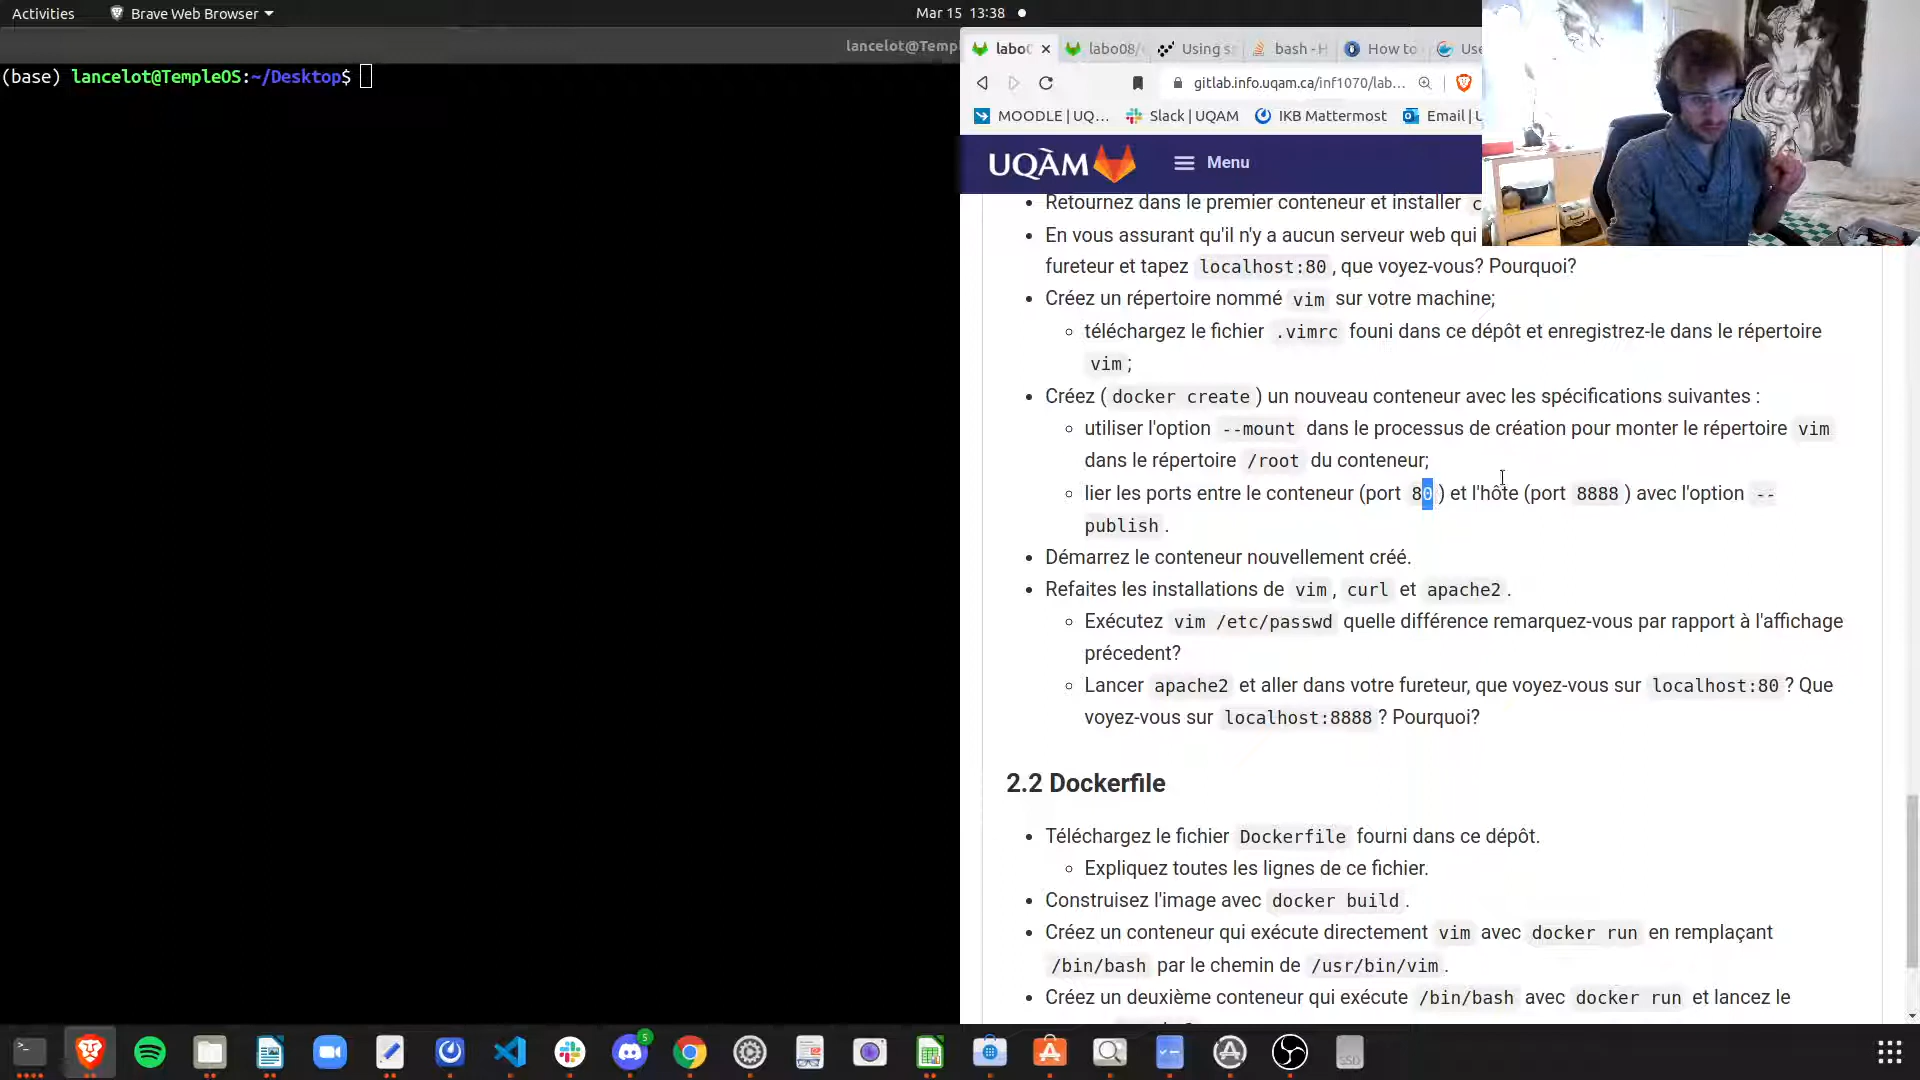 Activities
Brave Web Browser
Mar 15 13:38
lancelot@Temp
(base) lancelot@TempleOS:~/Desktop$
labo
labo08/
Using s
bash - H
How to
Use
gitlab.info.uqam.ca/inf1070/lab...
MOODLE | UQ...
Slack | UQAM
IKB Mattermost
Email | U
UQÀM
Menu
Retournez dans le premier conteneur et installer c
En vous assurant qu'il n'y a aucun serveur web qui
fureteur et tapez localhost:80, que voyez-vous? Pourquoi?
Créez un répertoire nommé vim sur votre machine;
téléchargez le fichier .vimrc founi dans ce dépôt et enregistrez-le dans le répertoire
vim;
Créez (docker create) un nouveau conteneur avec les spécifications suivantes :
utiliser l'option --mount dans le processus de création pour monter le répertoire vim
dans le répertoire /root du conteneur;
lier les ports entre le conteneur (port 80) et l'hôte (port 8888) avec l'option --
publish.
Démarrez le conteneur nouvellement créé.
Refaites les installations de vim, curl et apache2.
Exécutez vim /etc/passwd quelle différence remarquez-vous par rapport à l'affichage
précedent?
Lancer apache2 et aller dans votre fureteur, que voyez-vous sur localhost:80? Que
voyez-vous sur localhost:8888? Pourquoi?
2.2 Dockerfile
Téléchargez le fichier Dockerfile fourni dans ce dépôt.
Expliquez toutes les lignes de ce fichier.
Construisez l'image avec docker build.
Créez un conteneur qui exécute directement vim avec docker run en remplaçant
/bin/bash par le chemin de /usr/bin/vim.
Créez un deuxième conteneur qui exécute /bin/bash avec docker run et lancez le
5
SSD